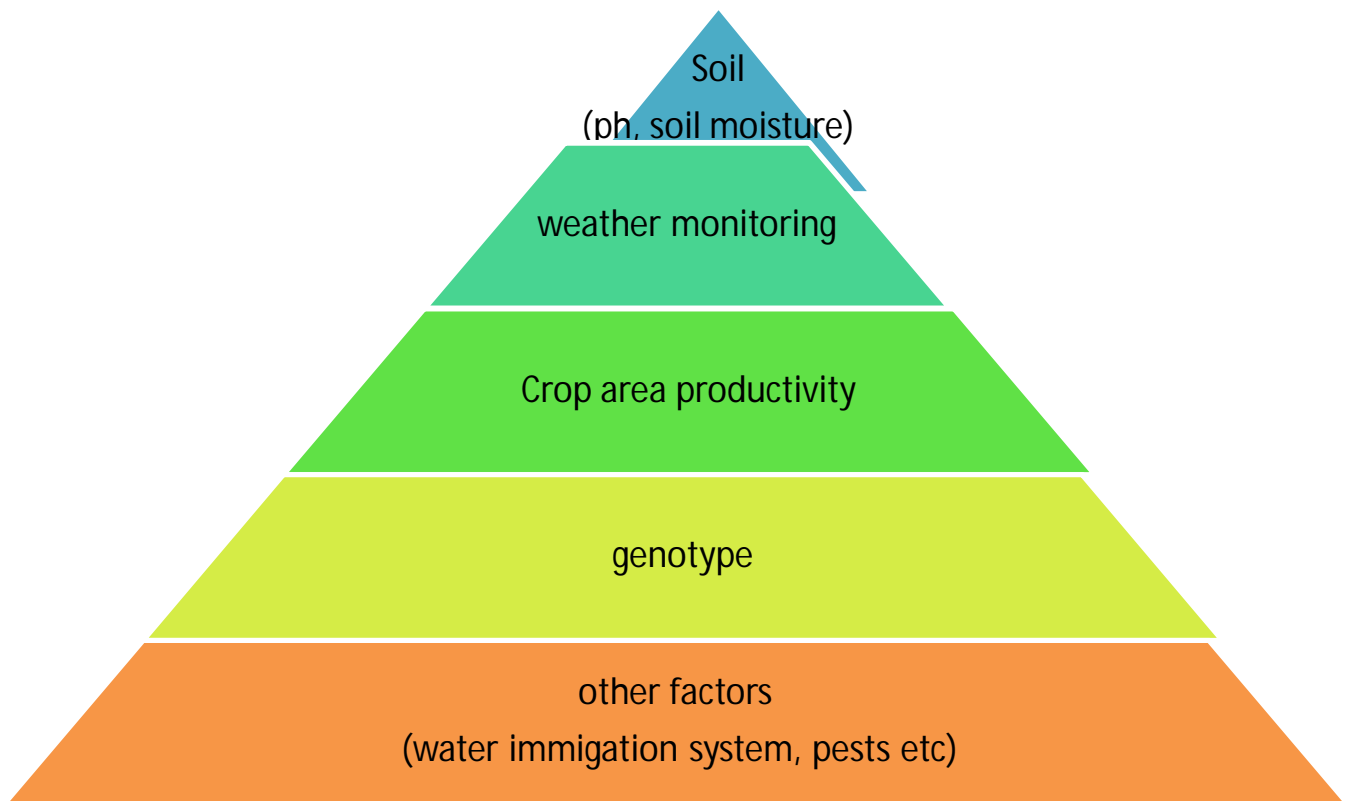 Soil
(ph, soil moisture)
weather monitoring
Crop area productivity
genotype
other factors
(water immigation system, pests etc)